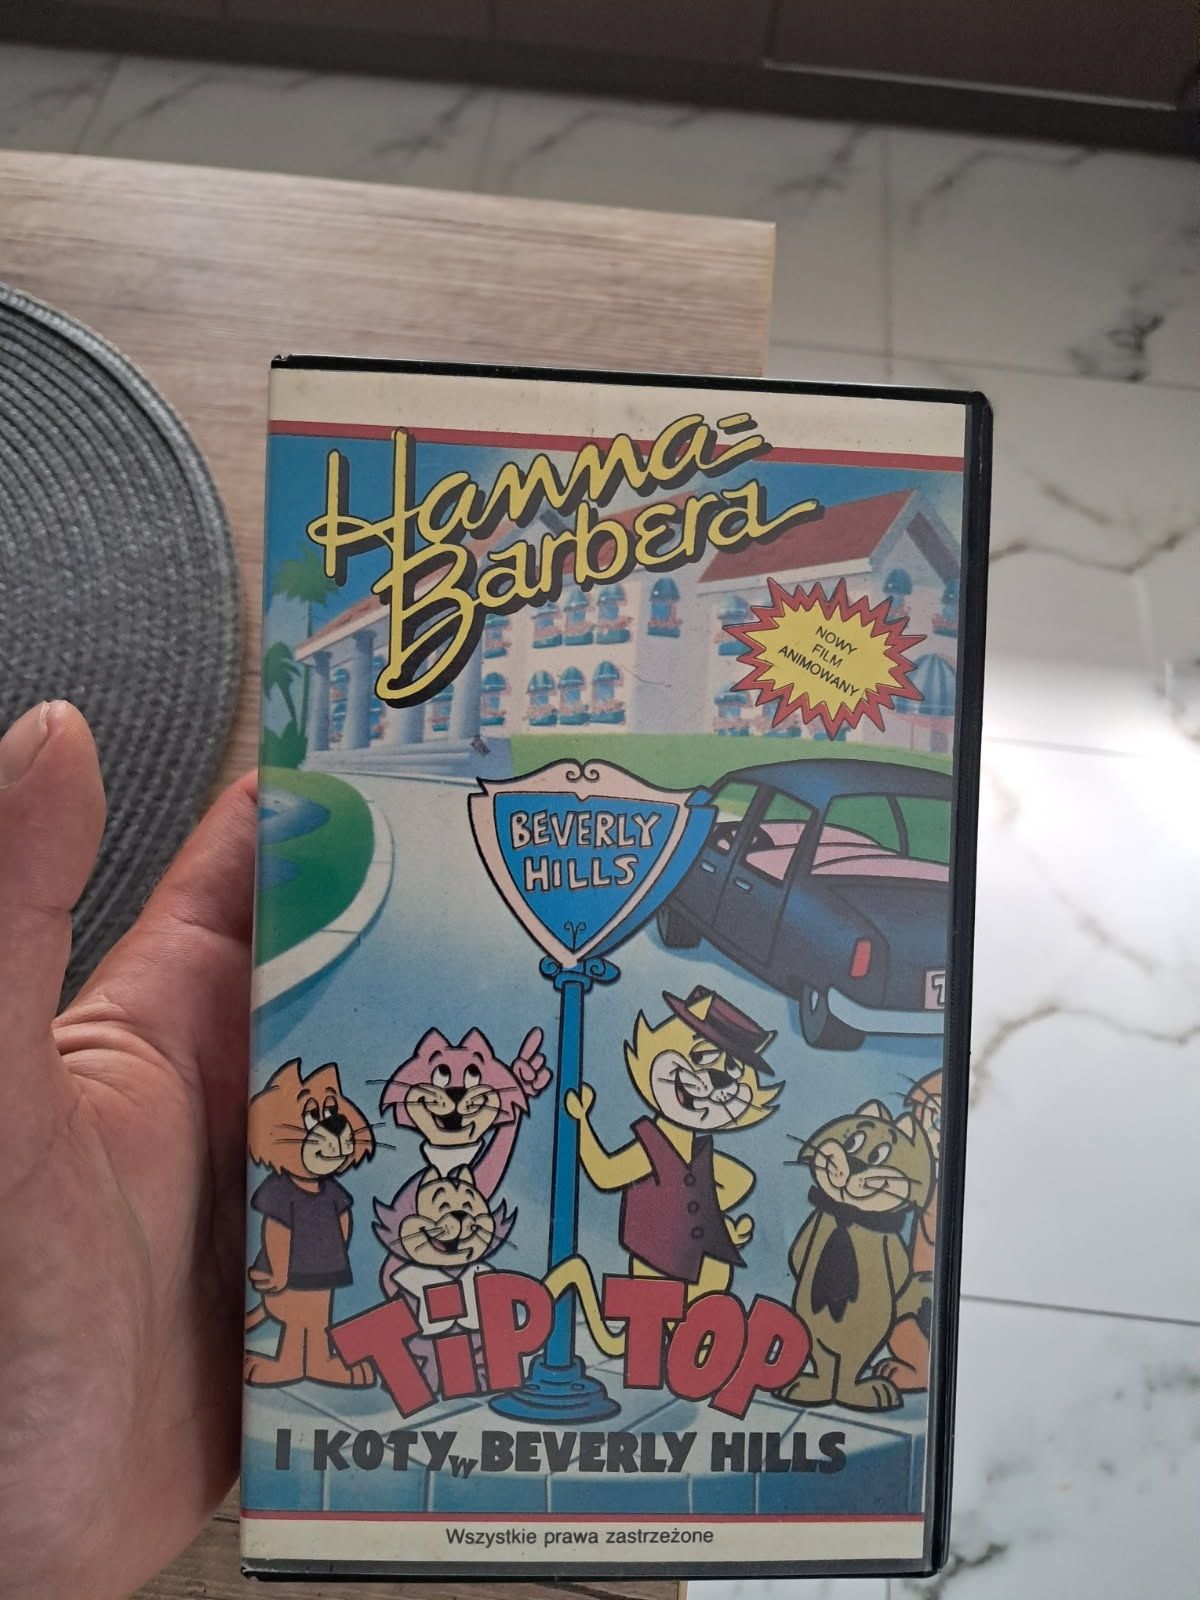 Hanna-
Barbera
NOWY
FILM
ANIMOWANY
BEVERLY
HILLS
TiP TOP
I KOTY w BEVERLY HILLS
Wszystkie prawa zastrzeżone